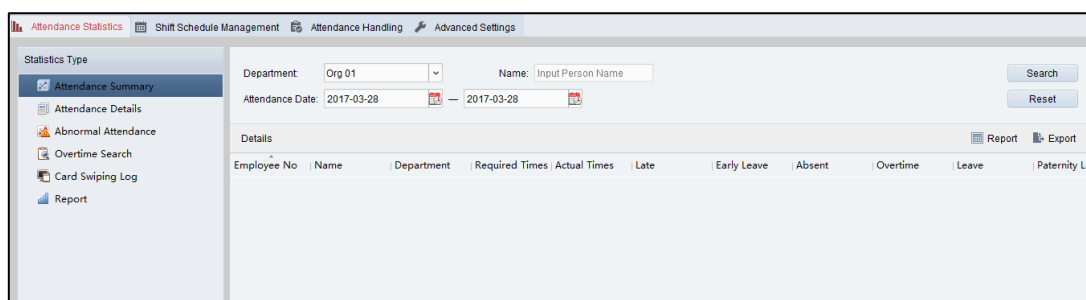 Attendance Statistics Shift Schedule Management Attendance Handling Advanced Settings
Statistics Type
Attendance Summary
Attendance Details
Abnormal Attendance
Overtime Search
Card Swiping Log
Report
Department: Org 01 Name: Input Person Name Search
Attendance Date: 2017-03-28 — 2017-03-28 Reset
Details Report Export
Employee No Name Department Required Times Actual Times Late Early Leave Absent Overtime Leave Paternity L